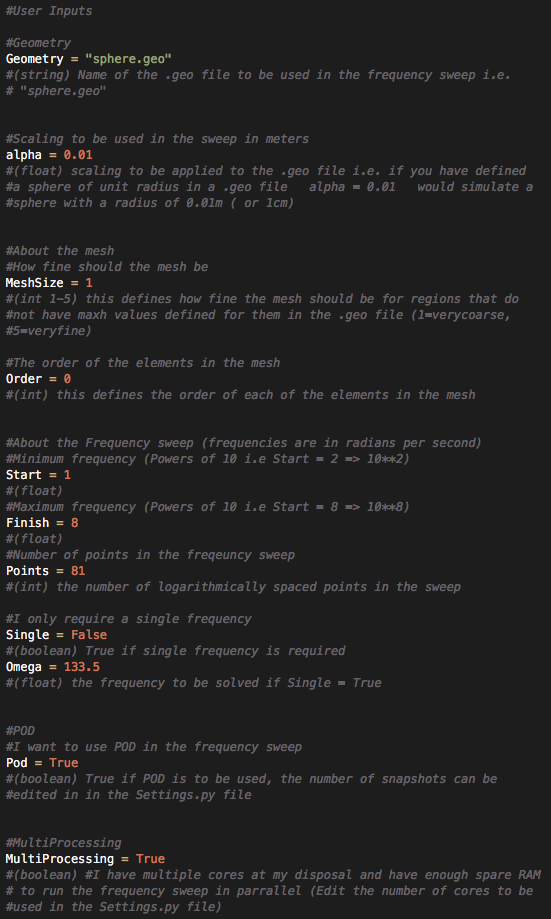 #User Inputs
#Geometry
Geometry = "sphere.geo"
#(string) Name of the .geo file to be used in the frequency sweep i.e.
# "sphere.geo"
#Scaling to be used in the sweep in meters
alpha = 0.01
#(float) scaling to be applied to the .geo file i.e. if you have defined
#a sphere of unit radius in a .geo file   alpha = 0.01   would simulate a
#sphere with a radius of 0.01m ( or 1cm)
#About the mesh
#How fine should the mesh be
MeshSize = 1
#(int 1-5) this defines how fine the mesh should be for regions that do
#not have maxh values defined for them in the .geo file (1=verycoarse,
#5=veryfine)
#The order of the elements in the mesh
Order = 0
#(int) this defines the order of each of the elements in the mesh
#About the Frequency sweep (frequencies are in radians per second)
#Minimum frequency (Powers of 10 i.e Start = 2 => 10**2)
Start = 1
#(float)
#Maximum frequency (Powers of 10 i.e Start = 8 => 10**8)
Finish = 8
#(float)
#Number of points in the freqeuncy sweep
Points = 81
#(int) the number of logarithmically spaced points in the sweep
#I only require a single frequency
Single = False
#(boolean) True if single frequency is required
Omega = 133.5
#(float) the frequency to be solved if Single = True
#POD
#I want to use POD in the frequency sweep
Pod = True
#(boolean) True if POD is to be used, the number of snapshots can be
#edited in in the Settings.py file
#MultiProcessing
MultiProcessing = True
#(boolean) #I have multiple cores at my disposal and have enough spare RAM
# to run the frequency sweep in parrallel (Edit the number of cores to be
#used in the Settings.py file)